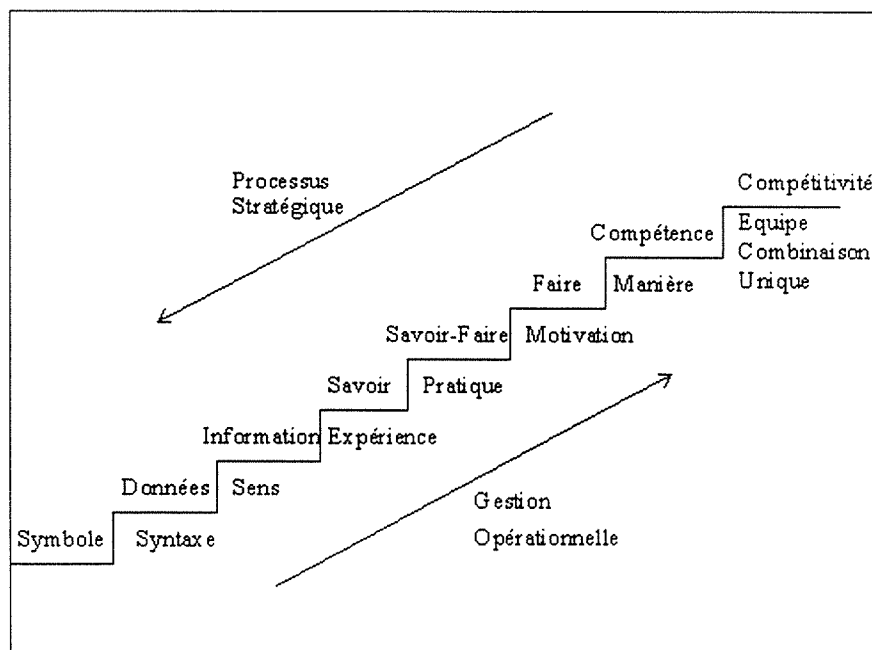 Processus
Stratégique
Compétitivité
Compétence
Equipe
Combinaison
Unique
Faire
Manière
Savoir-Faire
Motivation
Savoir
Pratique
Information
Expérience
Données
Sens
Symbole
Syntaxe
Gestion
Opérationnelle